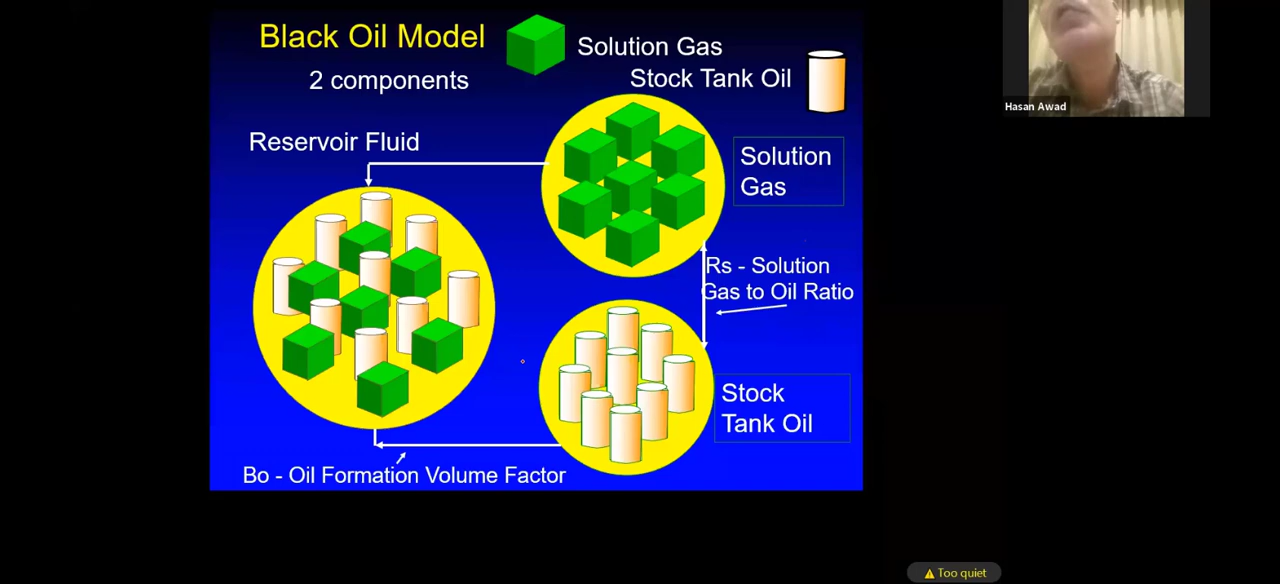 Black Oil Model
2 components
Solution Gas
Stock Tank Oil
Reservoir Fluid
Solution
Gas
Rs - Solution
Gas to Oil Ratio
Stock
Tank Oil
Bo - Oil Formation Volume Factor
Hasan Awad
Too quiet